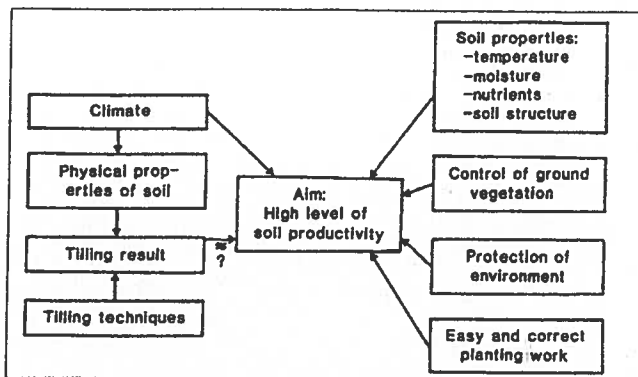 Climate
Physical prop-
erties of soil
Tilling result
Tilling techniques
≈
?
Aim:
High level of
soil productivity
Soil properties:
-temperature
-moisture
-nutrients
-soil structure
Control of ground
vegetation
Protection of
environment
Easy and correct
planting work